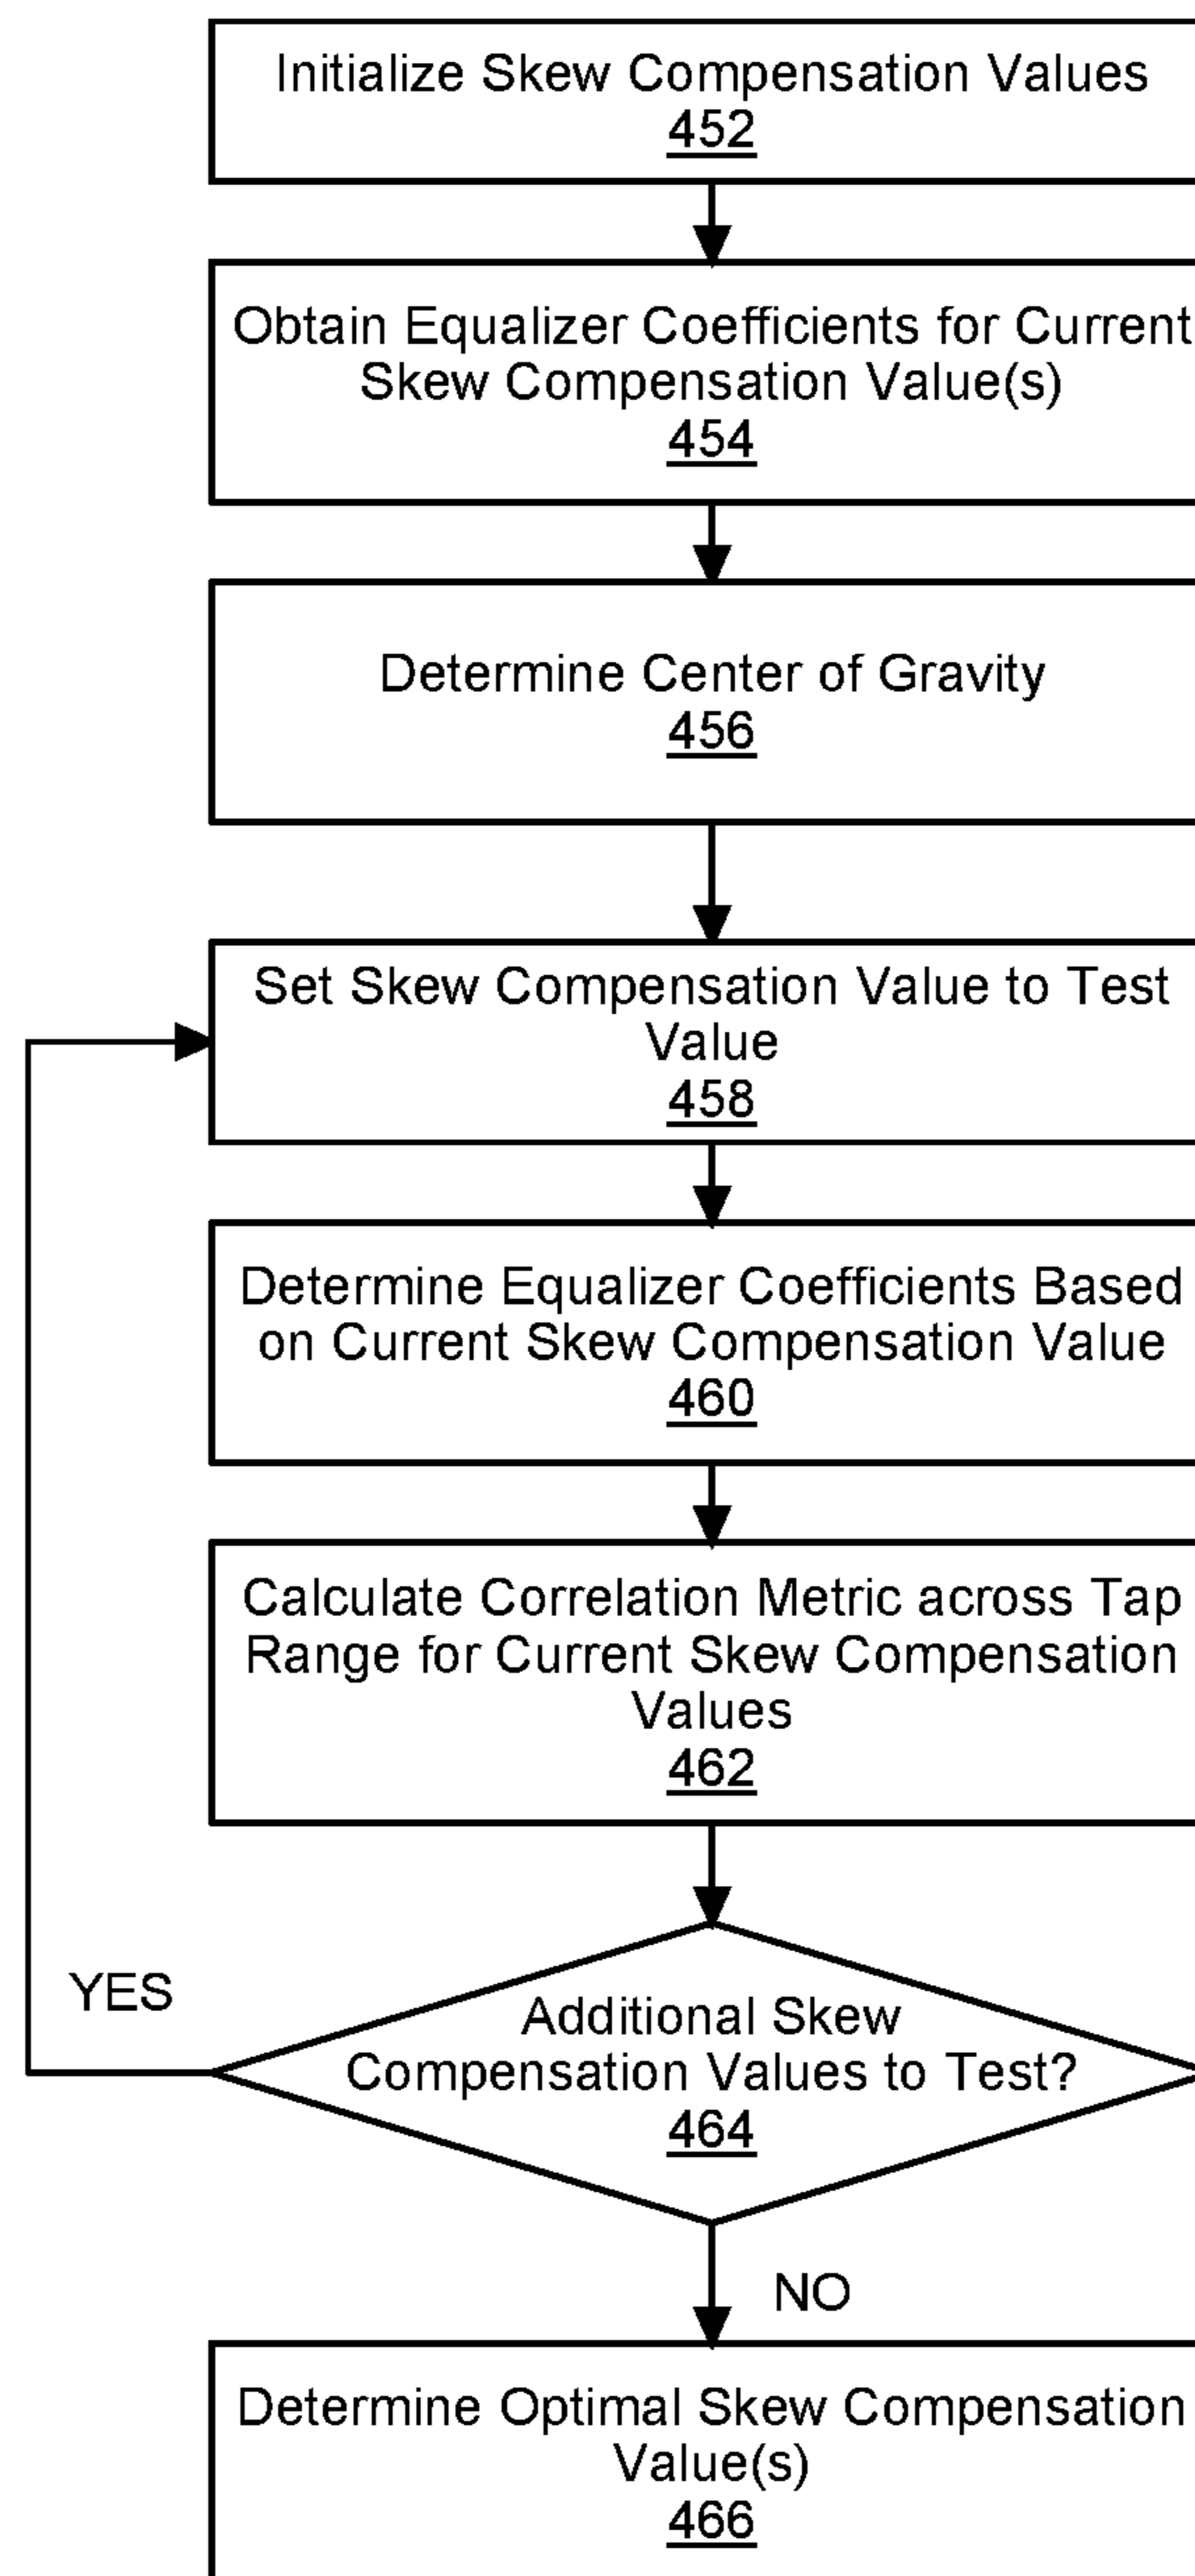 Initialize Skew Compensation Values
452
Obtain Equalizer Coefficients for Current
Skew Compensation Value(s)
454
Determine Center of Gravity
456
Set Skew Compensation Value to Test
Value
458
Determine Equalizer Coefficients Based
on Current Skew Compensation Value
460
Calculate Correlation Metric across Tap
Range for Current Skew Compensation
Values
462
YES
Additional Skew
Compensation Values to Test?
464
NO
Determine Optimal Skew Compensation
Value(s)
466